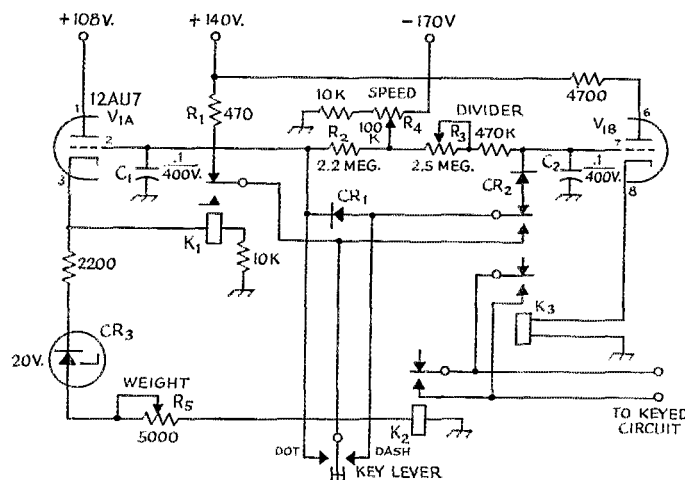 +108V.
+140V.
-170V
12AU7
V1A
1
2
3
R1
470
10K
SPEED
R4
100
K
R2
2.2 MEG.
DIVIDER
R3
2.5 MEG.
470K
4700
V1B
6
7
8
C1
.1
400V.
CR2
C2
.1
400V.
CR1
K1
10K
2200
K3
CR3
20V.
WEIGHT
R5
5000
K2
TO KEYED
CIRCUIT
DOT
DASH
KEY LEVER